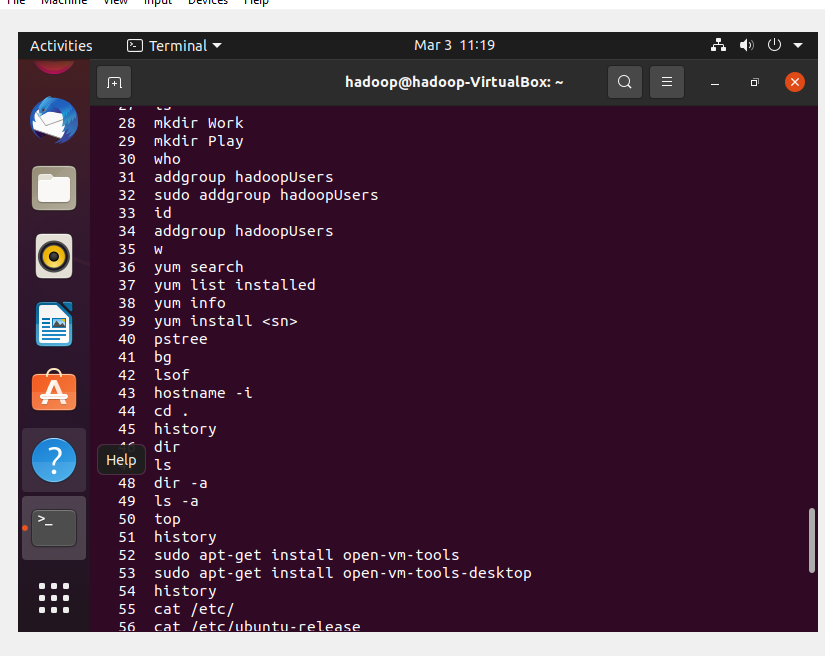 File Machine View Input Devices Help
Activities Terminal Mar 3 11:19
hadoop@hadoop-VirtualBox: ~
27 ls
28 mkdir Work
29 mkdir Play
30 who
31 addgroup hadoopUsers
32 sudo addgroup hadoopUsers
33 id
34 addgroup hadoopUsers
35 w
36 yum search
37 yum list installed
38 yum info
39 yum install <sn>
40 pstree
41 bg
42 lsof
43 hostname -i
44 cd .
45 history
46 dir
Help
ls
48 dir -a
49 ls -a
50 top
51 history
52 sudo apt-get install open-vm-tools
53 sudo apt-get install open-vm-tools-desktop
54 history
55 cat /etc/
56 cat /etc/ubuntu-release